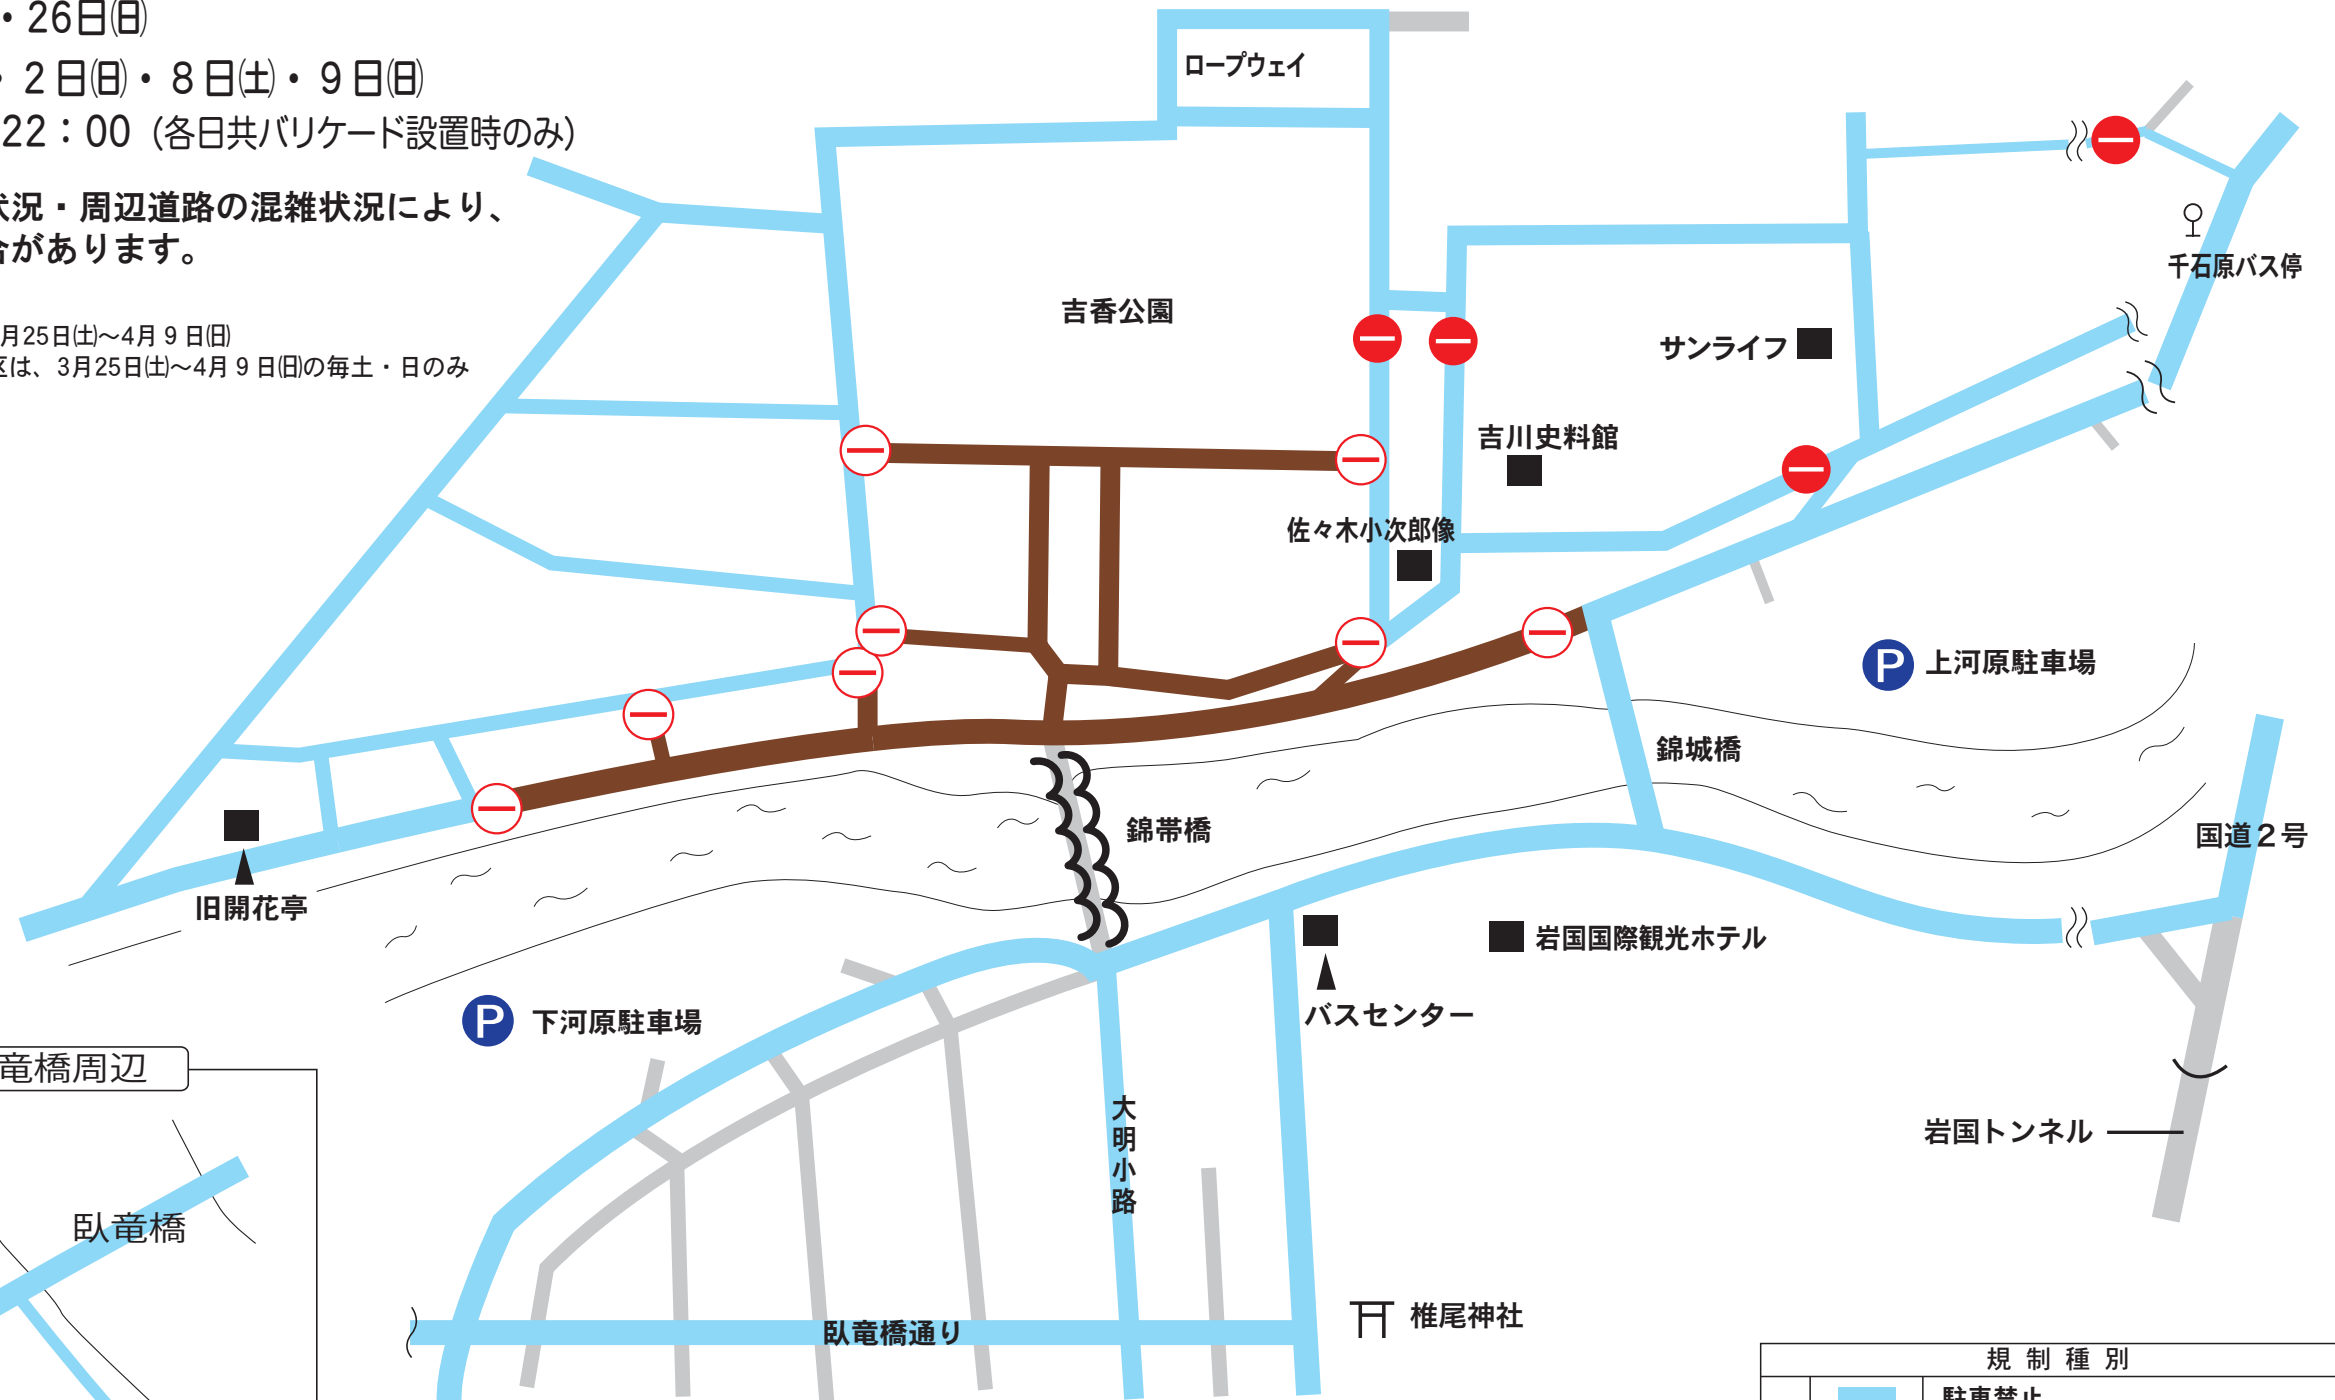 ・26日㈰
・2日㈰・8日㈯・9日㈰
22：00（各日共バリケード設置時のみ）
状況・周辺道路の混雑状況により、
合があります。
月25日㈯～4月9日㈰
区は、3月25日㈯～4月9日㈰の毎土・日のみ
ロープウェイ
千石原バス停
吉香公園
サンライフ
吉川史料館
佐々木小次郎像
P 上河原駐車場
錦城橋
錦帯橋
国道2号
旧開花亭
岩国国際観光ホテル
バスセンター
P 下河原駐車場
竜橋周辺
大明小路
岩国トンネル
臥竜橋
椎尾神社
臥竜橋通り
規制種別
駐車禁止